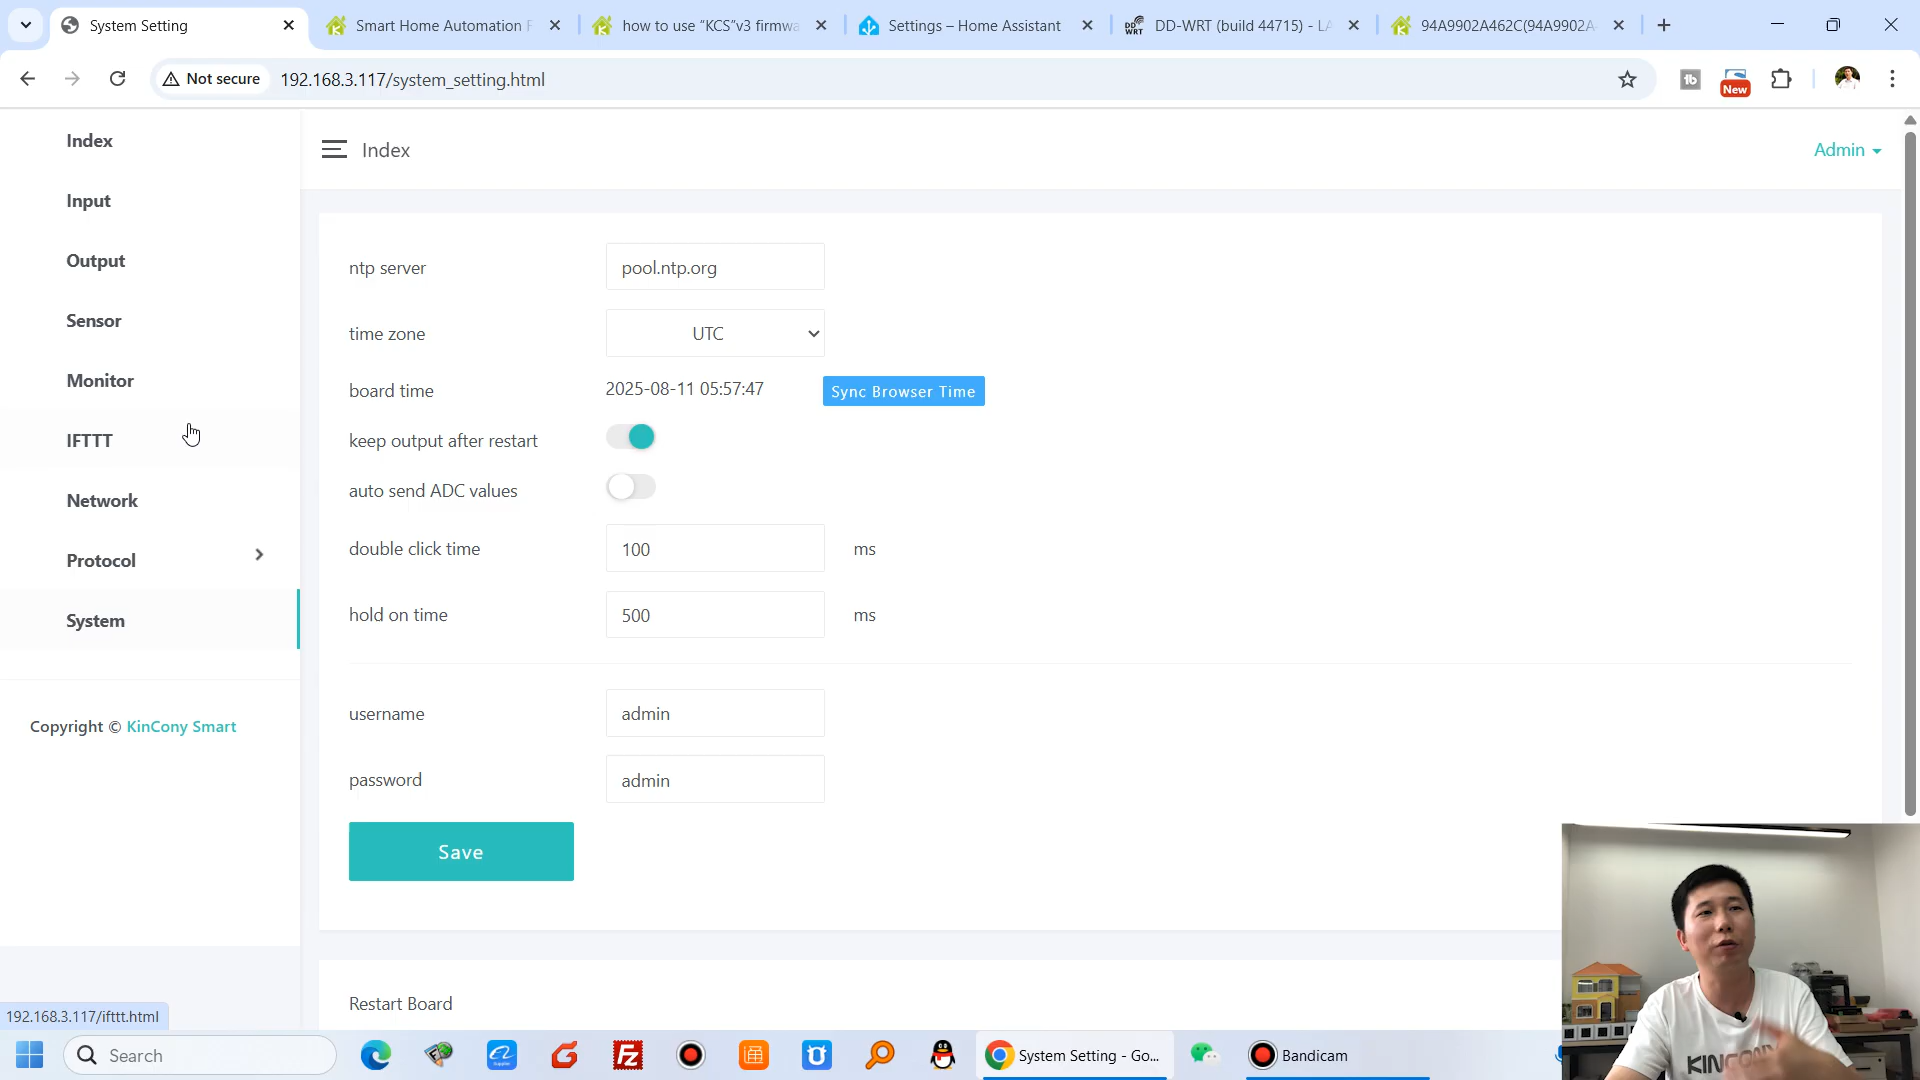 System Setting
Smart Home Automation F
how to use “KCS”v3 firmwa
Settings – Home Assistant
DD-WRT (build 44715) - LA
94A9902A462C(94A9902A
Not secure
192.168.3.117/system_setting.html
New
Index
Input
Output
Sensor
Monitor
IFTTT
Network
Protocol
System
Copyright © KinCony Smart
Index
Admin
ntp server
pool.ntp.org
time zone
UTC
board time
2025-08-11 05:57:47
Sync Browser Time
keep output after restart
auto send ADC values
double click time
100
ms
hold on time
500
ms
username
admin
password
admin
Save
Restart Board
192.168.3.117/ifttt.html
Search
System Setting - Go...
Bandicam
KINCONY